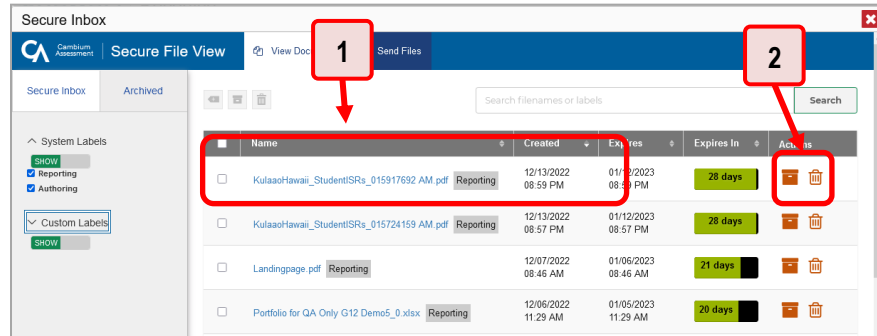 Secure Inbox
CA Cambium Assessment Secure File View View Doc 1 Send Files 2
Secure Inbox Archived Search filenames or labels Search
System Labels
SHOW
Reporting
Authoring
Custom Labels
SHOW
Name Created Expires Expires In Actions
KulaaoHawaii_StudentISRs_015917692 AM.pdf Reporting 12/13/2022 08:59 PM 01/12/2023 08:59 PM 28 days
KulaaoHawaii_StudentISRs_015724159 AM.pdf Reporting 12/13/2022 08:57 PM 01/12/2023 08:57 PM 28 days
Landingpage.pdf Reporting 12/07/2022 08:46 AM 01/06/2023 08:46 AM 21 days
Portfolio for QA Only G12 Demo5_0.xlsx Reporting 12/06/2022 11:29 AM 01/05/2023 11:29 AM 20 days